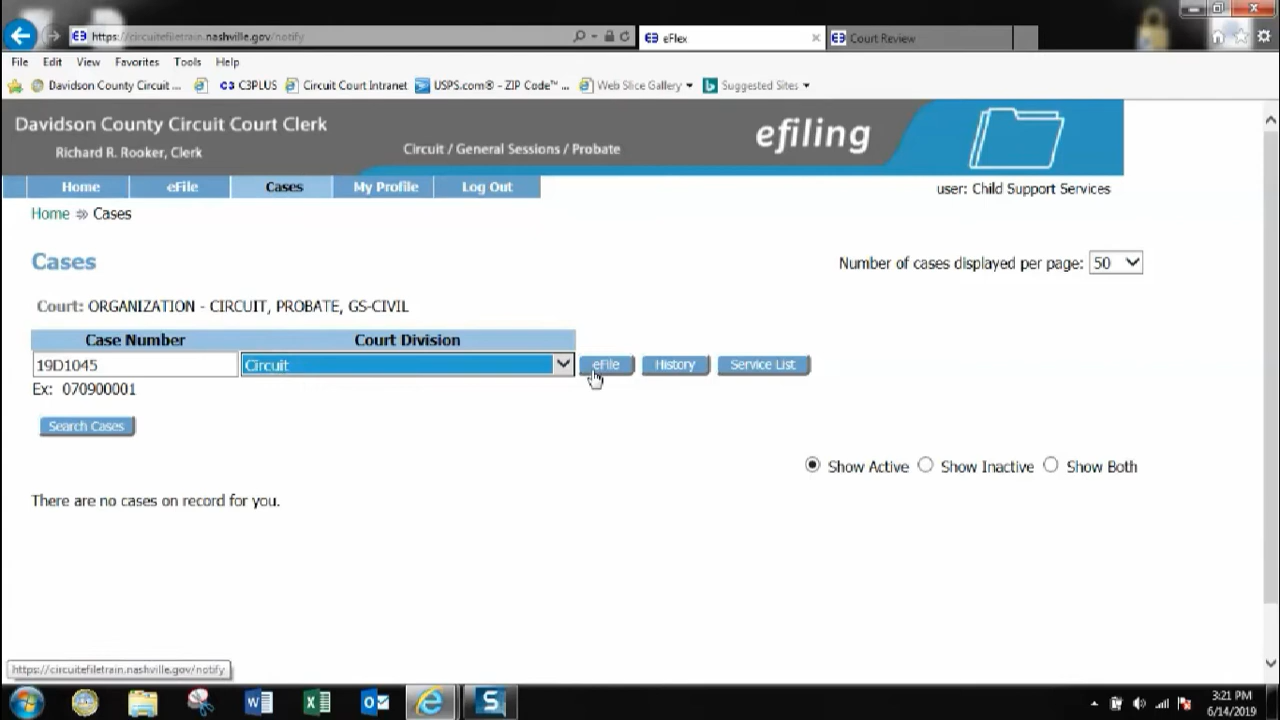 https://circuitefiletrain.nashville.gov/notify
eFlex
Court Review
File Edit View Favorites Tools Help
Davidson County Circuit ... C3PLUS Circuit Court Intranet USPS.com® - ZIP Code™ ... Web Slice Gallery Suggested Sites
Davidson County Circuit Court Clerk
Richard R. Rooker, Clerk
Circuit / General Sessions / Probate
efiling
Home eFile Cases My Profile Log Out
user: Child Support Services
Home ⇒ Cases
Cases
Number of cases displayed per page: 50
Court: ORGANIZATION - CIRCUIT, PROBATE, GS-CIVIL
Case Number Court Division
19D1045 Circuit eFile History Service List
Ex: 070900001
Search Cases
Show Active Show Inactive Show Both
There are no cases on record for you.
https://circuitefiletrain.nashville.gov/notify
3:21 PM
6/14/2019